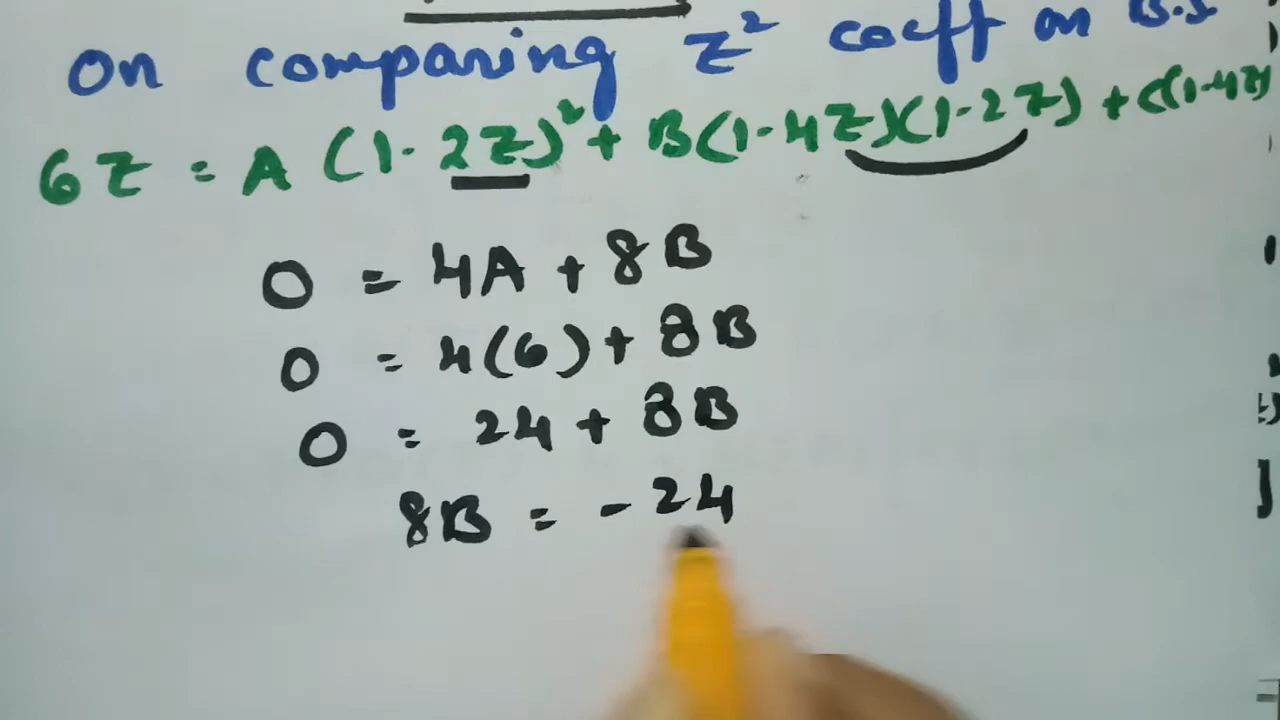 On comparing z² coeff on B.S
6z = A (1-2z)² + B(1-4z)(1-2z) + C(1-4z)
0 = 4A + 8B
0 = 4(6) + 8B
0 = 24 + 8B
8B = -24